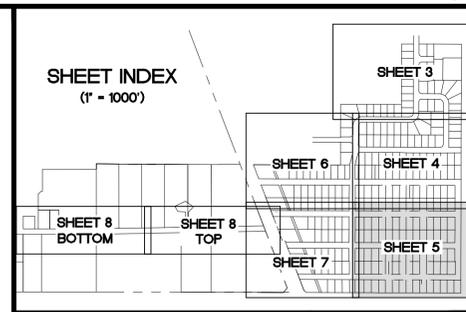 SHEET INDEX
(1" = 1000')
SHEET 3
SHEET 6
SHEET 4
SHEET 8
BOTTOM
SHEET 8
TOP
SHEET 5
SHEET 7